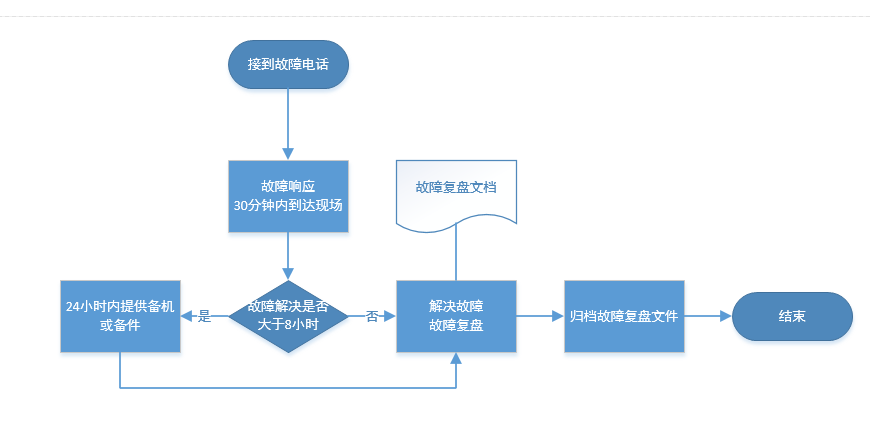 接到故障电话
故障响应
30分钟内到达现场
故障复盘文档
24小时内提供备机
或备件
是
故障解决是否
大于8小时
否
解决故障
故障复盘
归档故障复盘文件
结束